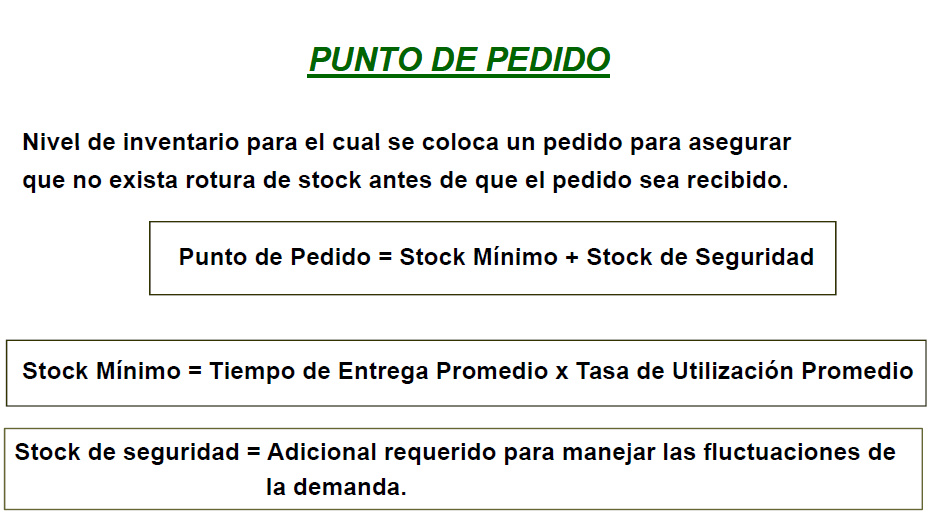 PUNTO DE PEDIDO
Nivel de inventario para el cual se coloca un pedido para asegurar
que no exista rotura de stock antes de que el pedido sea recibido.
Punto de Pedido = Stock Mínimo + Stock de Seguridad
Stock Mínimo = Tiempo de Entrega Promedio x Tasa de Utilización Promedio
Stock de seguridad = Adicional requerido para manejar las fluctuaciones de
la demanda.